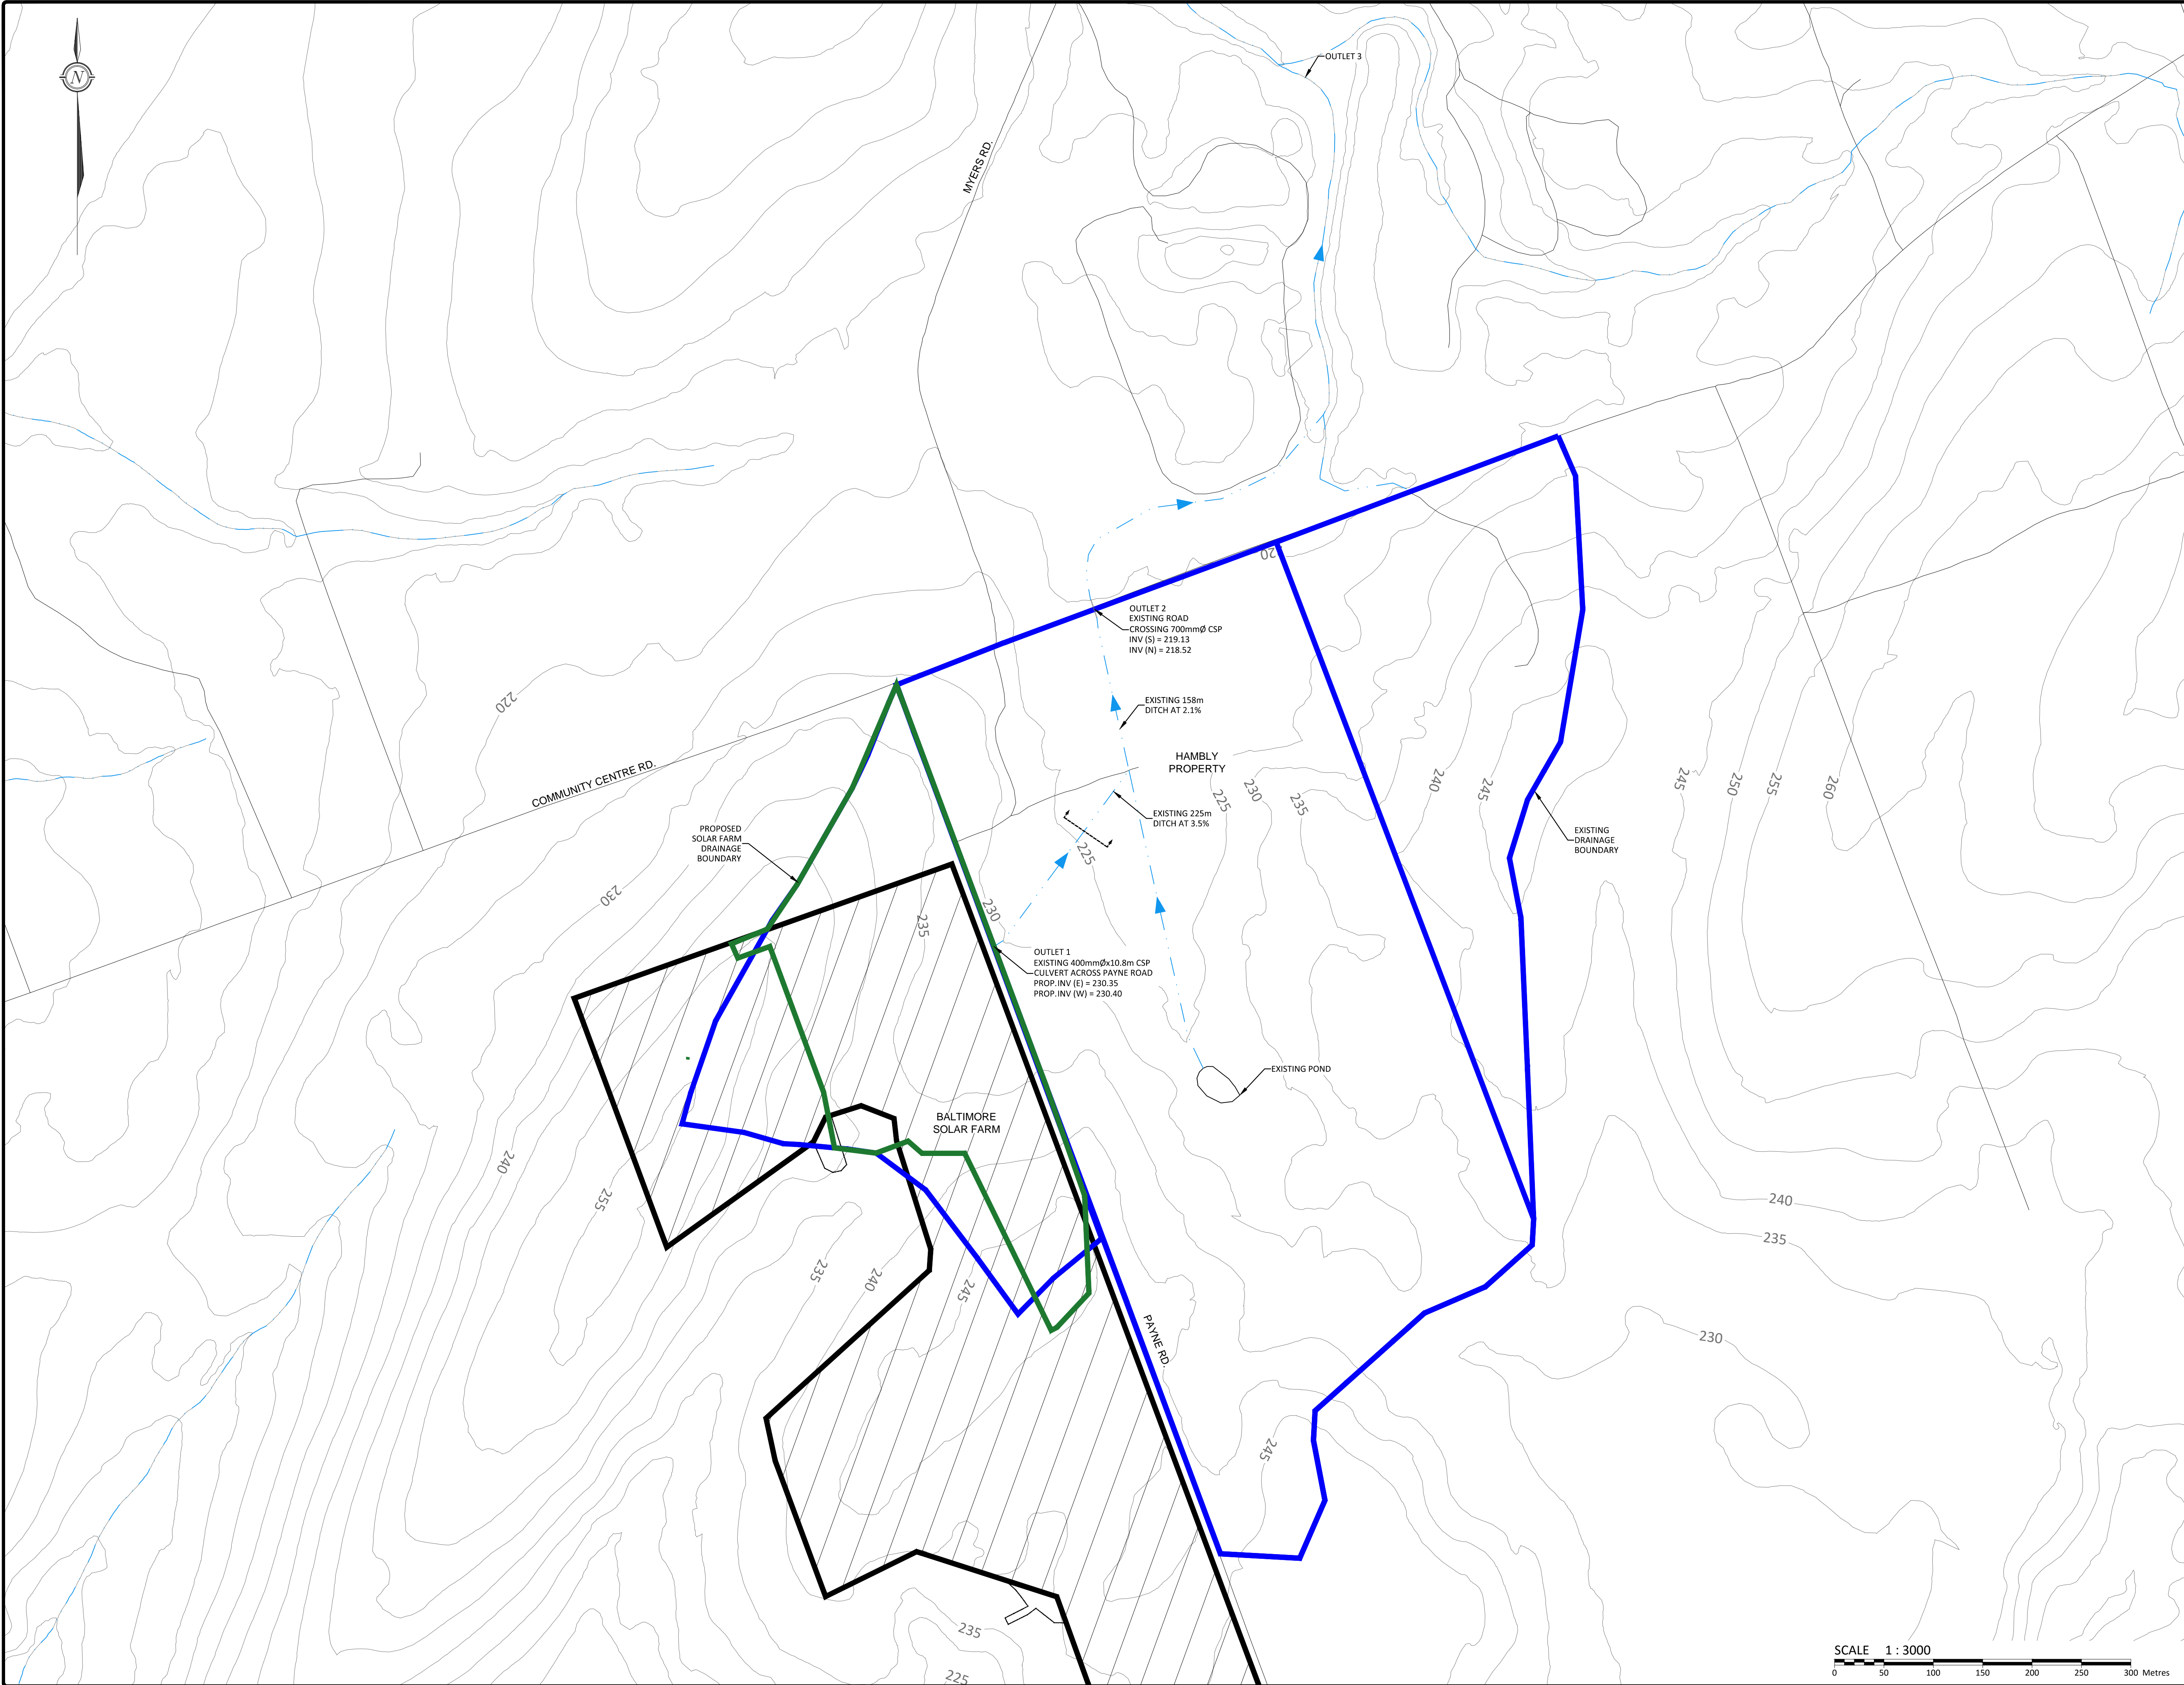 N
OUTLET 3
MYERS RD.
20
OUTLET 2
EXISTING ROAD
CROSSING 700mmØ CSP
INV (S) = 219.13
INV (N) = 218.52
220
EXISTING 158m
DITCH AT 2.1%
HAMBLY
PROPERTY
COMMUNITY CENTRE RD.
225
230
235
240
245
245
250
255
260
EXISTING 225m
DITCH AT 3.5%
PROPOSED
SOLAR FARM
DRAINAGE
BOUNDARY
225
EXISTING
DRAINAGE
BOUNDARY
230
235
230
OUTLET 1
EXISTING 400mmØx10.8m CSP
CULVERT ACROSS PAYNE ROAD
PROP.INV (E) = 230.35
PROP.INV (W) = 230.40
EXISTING POND
BALTIMORE
SOLAR FARM
240
255
240
235
235
240
245
PAYNE RD.
230
245
235
225
SCALE 1 : 3000
0 50 100 150 200 250 300 Metres